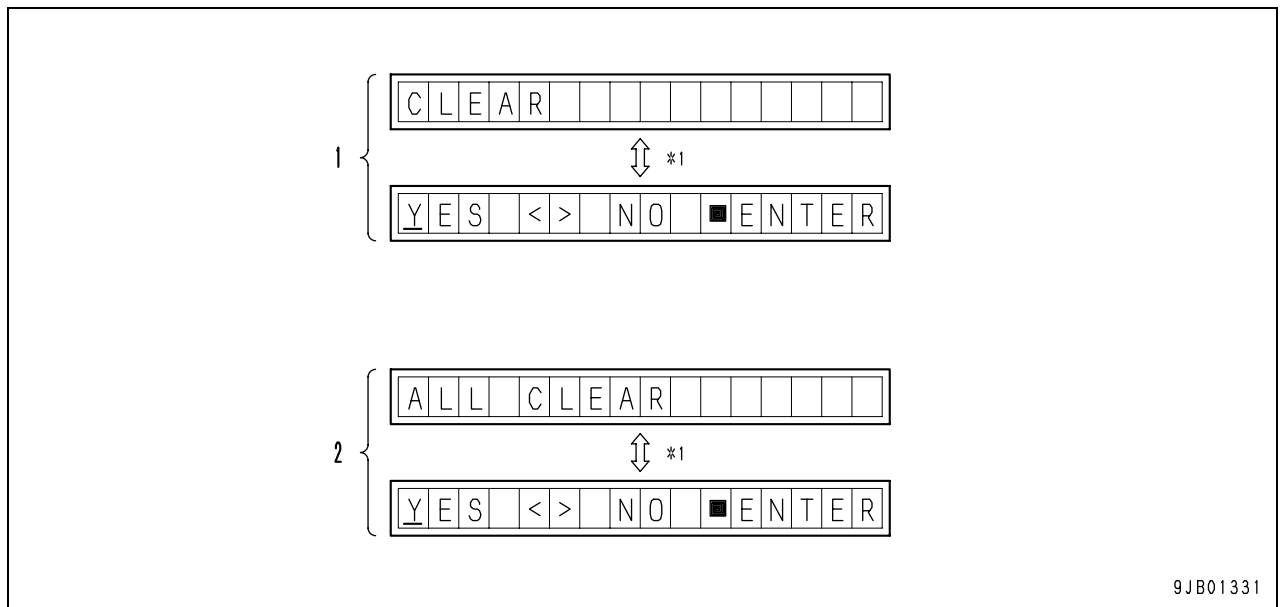 CLEAR
1
*1
YES <> NO ENTER
ALL CLEAR
2
*1
YES <> NO ENTER
9JB01331